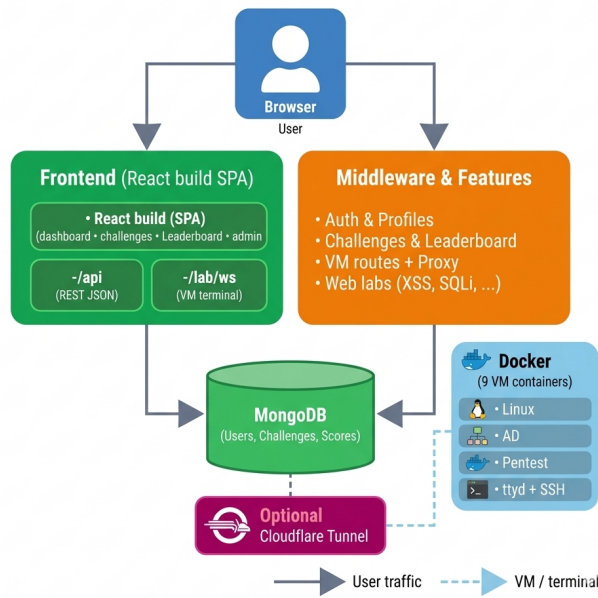 Browser
User
Frontend (React build SPA)
• React build (SPA)
(dashboard • challenges • Leaderboard • admin
-/api
(REST JSON)
-/lab/ws
(VM terminal)
Middleware & Features
• Auth & Profiles
• Challenges & Leaderboard
• VM routes + Proxy
• Web labs (XSS, SQLi, ...)
MongoDB
(Users, Challenges, Scores)
Docker
(9 VM containers)
• Linux
• AD
• Pentest
>_ • ttyd + SSH
Optional
Cloudflare Tunnel
User traffic
VM / terminal